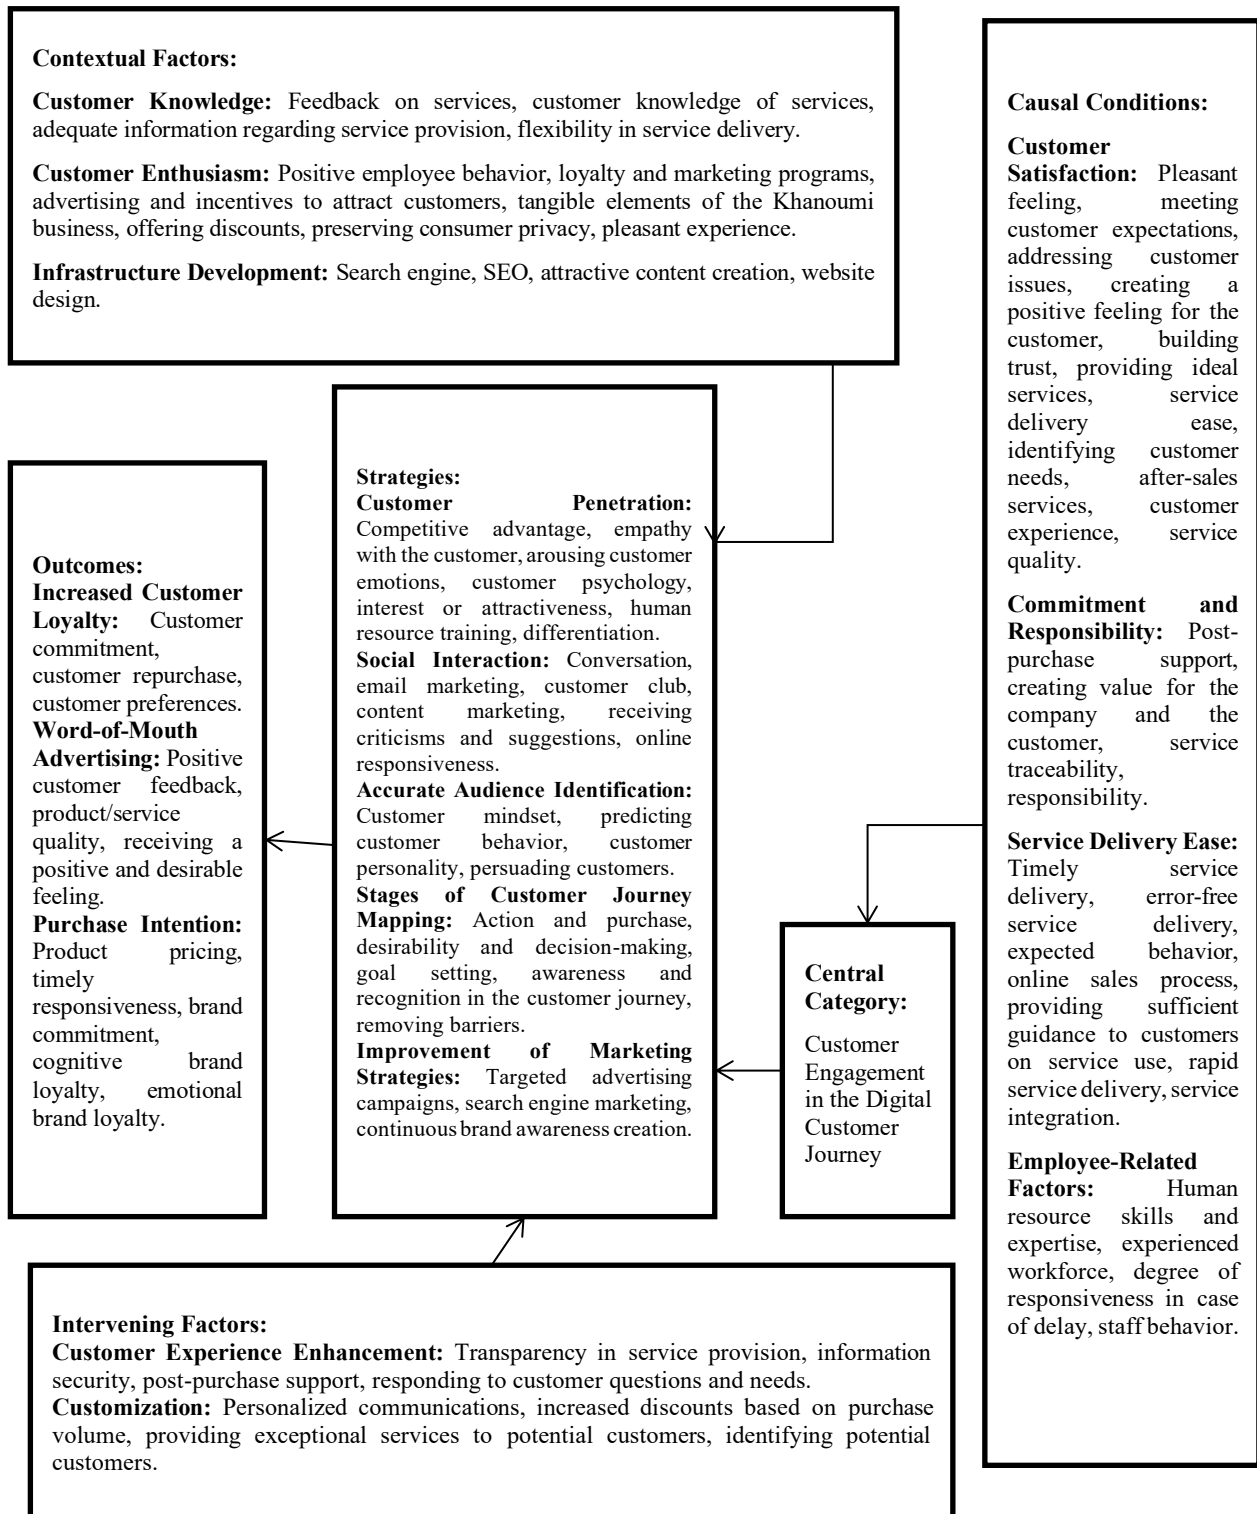 Contextual Factors:
Customer Knowledge: Feedback on services, customer knowledge of services,
adequate information regarding service provision, flexibility in service delivery.
Customer Enthusiasm: Positive employee behavior, loyalty and marketing programs,
advertising and incentives to attract customers, tangible elements of the Khanoumi
business, offering discounts, preserving consumer privacy, pleasant experience.
Infrastructure Development: Search engine, SEO, attractive content creation, website
design.
Outcomes:
Increased Customer
Loyalty: Customer
commitment,
customer repurchase,
customer preferences.
Word-of-Mouth
Advertising: Positive
customer feedback,
product/service
quality, receiving a
positive and desirable
feeling.
Purchase Intention:
Product pricing,
timely
responsiveness, brand
commitment,
cognitive brand
loyalty, emotional
brand loyalty.
Strategies:
Customer Penetration:
Competitive advantage, empathy
with the customer, arousing customer
emotions, customer psychology,
interest or attractiveness, human
resource training, differentiation.
Social Interaction: Conversation,
email marketing, customer club,
content marketing, receiving
criticisms and suggestions, online
responsiveness.
Accurate Audience Identification:
Customer mindset, predicting
customer behavior, customer
personality, persuading customers.
Stages of Customer Journey
Mapping: Action and purchase,
desirability and decision-making,
goal setting, awareness and
recognition in the customer journey,
removing barriers.
Improvement of Marketing
Strategies: Targeted advertising
campaigns, search engine marketing,
continuous brand awareness creation.
Central
Category:
Customer
Engagement
in the Digital
Customer
Journey
Causal Conditions:
Customer
Satisfaction: Pleasant
feeling, meeting
customer expectations,
addressing customer
issues, creating a
positive feeling for the
customer, building
trust, providing ideal
services, service
delivery ease,
identifying customer
needs, after-sales
services, customer
experience, service
quality.
Commitment and
Responsibility: Post-
purchase support,
creating value for the
company and the
customer, service
traceability,
responsibility.
Service Delivery Ease:
Timely service
delivery, error-free
service delivery,
expected behavior,
online sales process,
providing sufficient
guidance to customers
on service use, rapid
service delivery, service
integration.
Employee-Related
Factors: Human
resource skills and
expertise, experienced
workforce, degree of
responsiveness in case
of delay, staff behavior.
Intervening Factors:
Customer Experience Enhancement: Transparency in service provision, information
security, post-purchase support, responding to customer questions and needs.
Customization: Personalized communications, increased discounts based on purchase
volume, providing exceptional services to potential customers, identifying potential
customers.